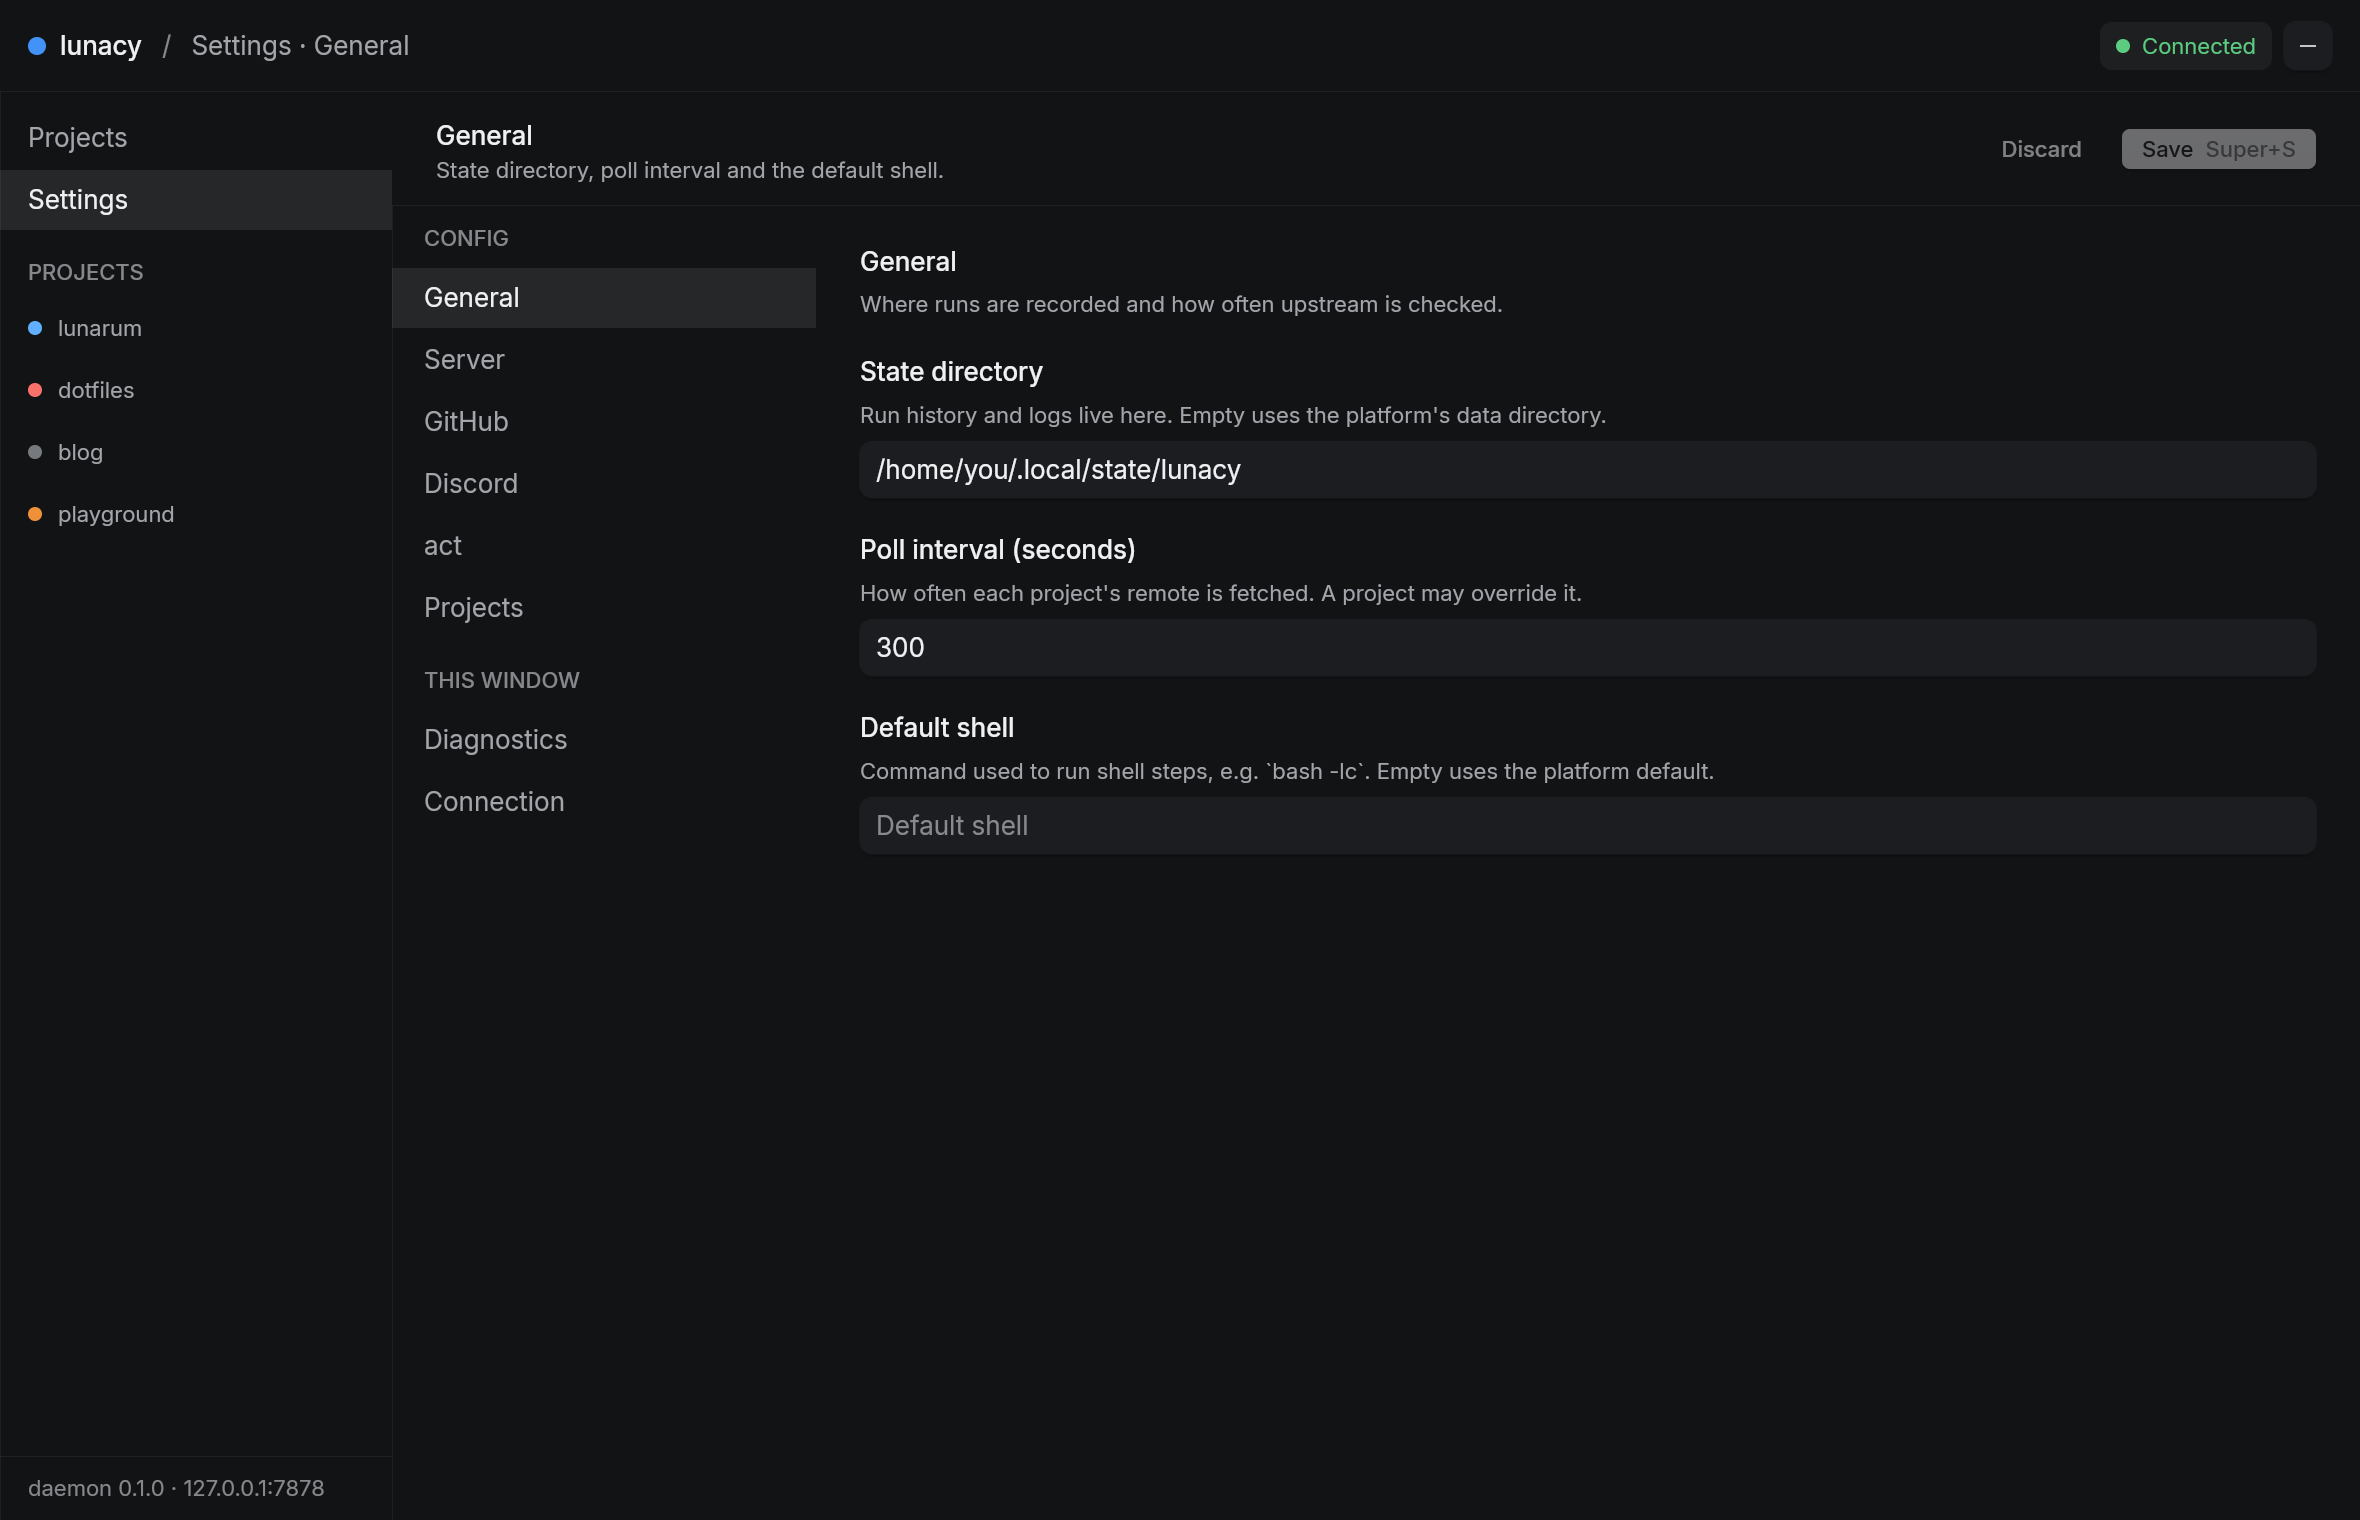 lunacy / Settings · General
Connected
Projects
Settings
PROJECTS
lunarum
dotfiles
blog
playground
daemon 0.1.0 · 127.0.0.1:7878
General
State directory, poll interval and the default shell.
Discard
Save Super+S
CONFIG
General
Server
GitHub
Discord
act
Projects
THIS WINDOW
Diagnostics
Connection
General
Where runs are recorded and how often upstream is checked.
State directory
Run history and logs live here. Empty uses the platform's data directory.
/home/you/.local/state/lunacy
Poll interval (seconds)
How often each project's remote is fetched. A project may override it.
300
Default shell
Command used to run shell steps, e.g. `bash -lc`. Empty uses the platform default.
Default shell